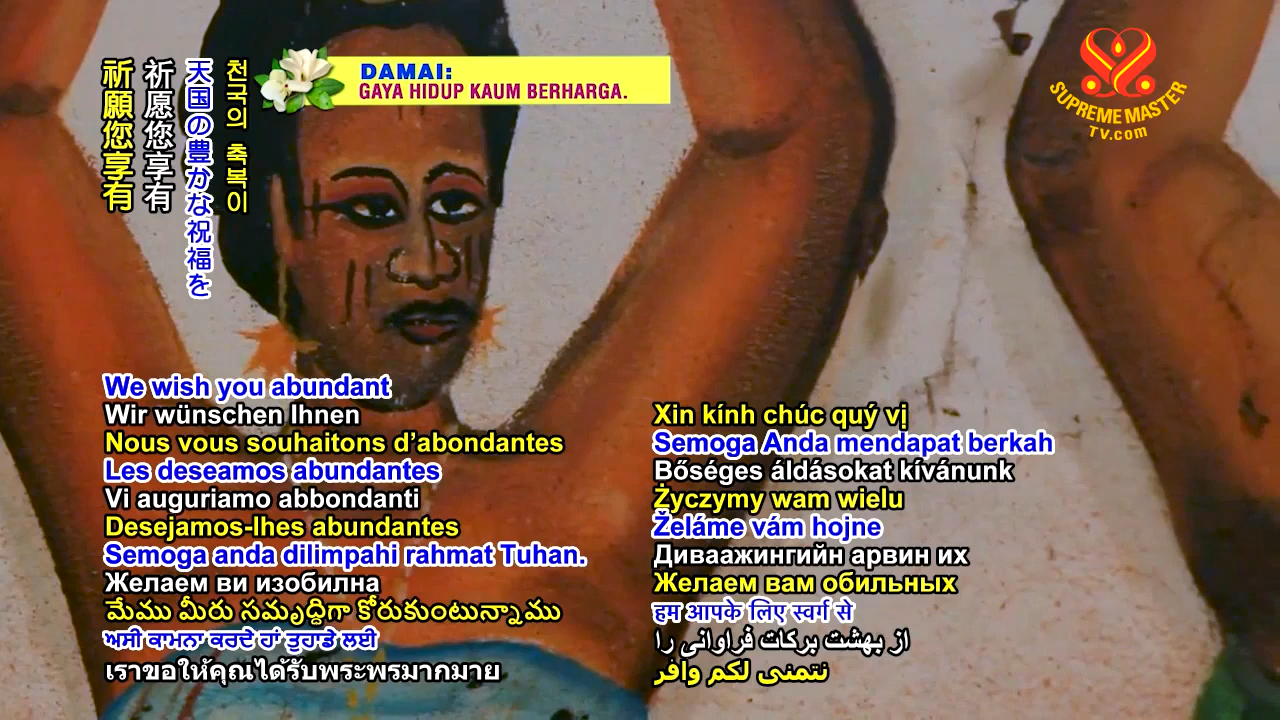 祈願您享有
祈愿您享有
天国の豊かな祝福を
천국의 축복이
DAMAI:
GAYA HIDUP KAUM BERHARGA.
SUPREME MASTER
TV.com
We wish you abundant
Wir wünschen Ihnen
Nous vous souhaitons d’abondantes
Les deseamos abundantes
Vi auguriamo abbondanti
Desejamos-lhes abundantes
Semoga anda dilimpahi rahmat Tuhan.
Желаем ви изобилна
మేము మీరు సమృద్ధిగా కోరుకుంటున్నాము
ਅਸੀ ਕਾਮਨਾ ਕਰਦੇ ਹਾਂ ਤੁਹਾਡੇ ਲਈ
เราขอให้คุณได้รับพระพรมากมาย
Xin kính chúc quý vị
Semoga Anda mendapat berkah
Bőséges áldásokat kívánunk
Życzymy wam wielu
Želáme vám hojne
Диваажингийн арвин их
Желаем вам обильных
हम आपके लिए स्वर्ग से
از بهشت برکات فراوانی را
نتمنى لكم وافر